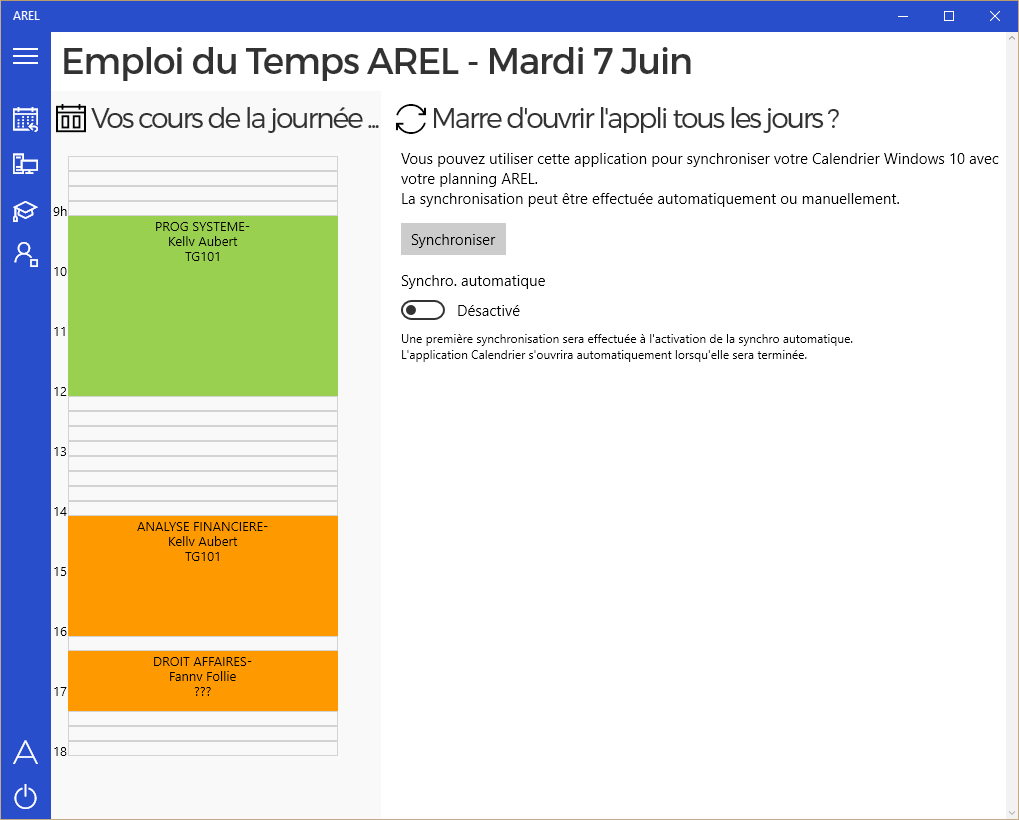 AREL
Emploi du Temps AREL - Mardi 7 Juin
Vos cours de la journée ...
9h
PROG SYSTEME-
Kelly Aubert
TG101
10
11
12
13
14
ANALYSE FINANCIERE-
Kelly Aubert
TG101
15
16
DROIT AFFAIRES-
Fanny Follie
???
17
18
Marre d'ouvrir l'appli tous les jours ?
Vous pouvez utiliser cette application pour synchroniser votre Calendrier Windows 10 avec
votre planning AREL.
La synchronisation peut être effectuée automatiquement ou manuellement.
Synchroniser
Synchro. automatique
Désactivé
Une première synchronisation sera effectuée à l'activation de la synchro automatique.
L'application Calendrier s'ouvrira automatiquement lorsqu'elle sera terminée.